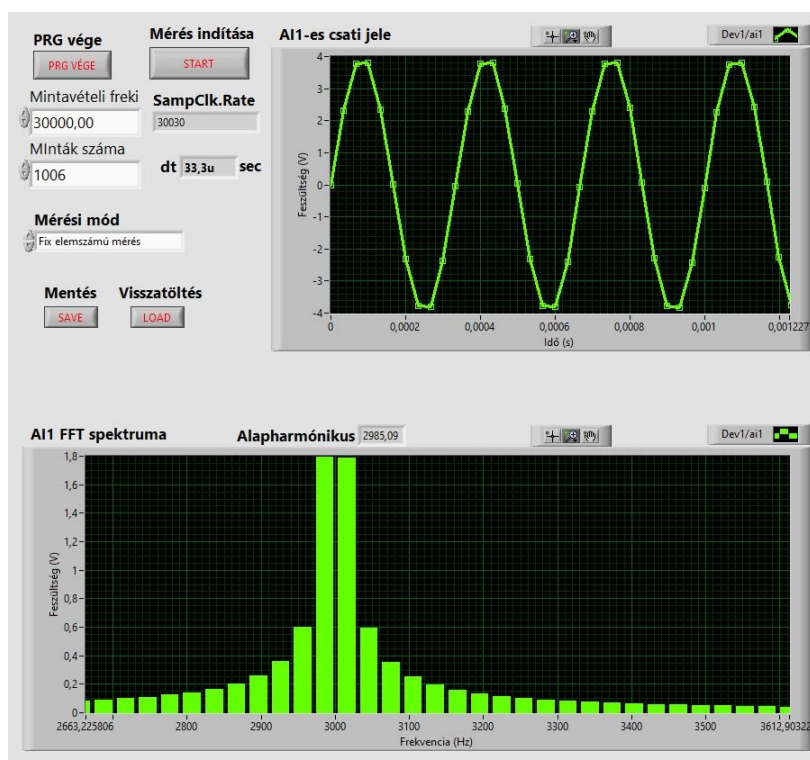 PRG vége
Mérés indítása
PRG VÉGE
START
Mintavételi freki
SampClk.Rate
30000,00
30030
MInták száma
1006
dt 33,3u sec
Mérési mód
Fix elemszámú mérés
Mentés
Visszatöltés
SAVE
LOAD
AI1-es csati jele
Dev1/ai1
Feszültség (V)
4
3
2
1
0
-1
-2
-3
-4
0
0,0002
0,0004
0,0006
0,0008
0,001
0,001227
Idő (s)
AI1 FFT spektruma
Alapharmónikus 2985,09
Dev1/ai1
Feszültség (V)
1,8
1,6
1,4
1,2
1
0,8
0,6
0,4
0,2
0
2663,225806
2800
2900
3000
3100
3200
3300
3400
3500
3612,90322
Frekvencia (Hz)